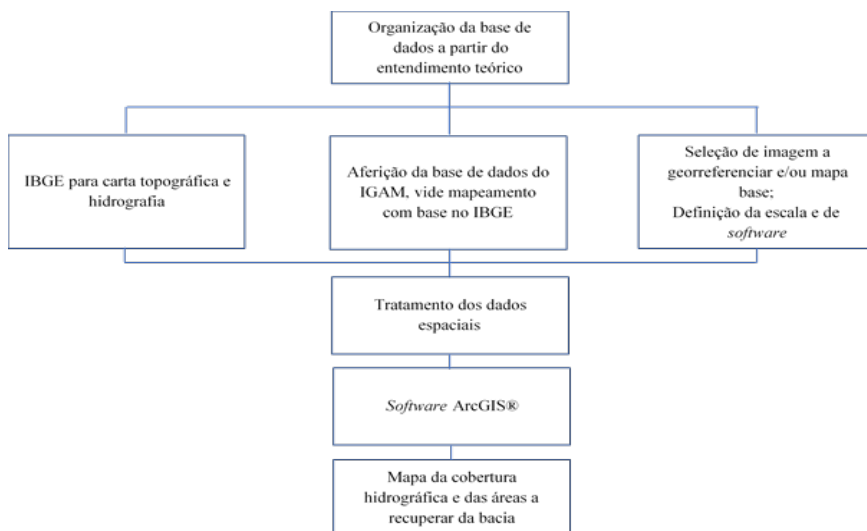 Organização da base de
dados a partir do
entendimento teórico
IBGE para carta topográfica e
hidrografia
Aferição da base de dados do
IGAM, vide mapeamento
com base no IBGE
Seleção de imagem a
georreferenciar e/ou mapa
base;
Definição da escala e de
software
Tratamento dos dados
espaciais
Software ArcGIS®
Mapa da cobertura
hidrográfica e das áreas a
recuperar da bacia